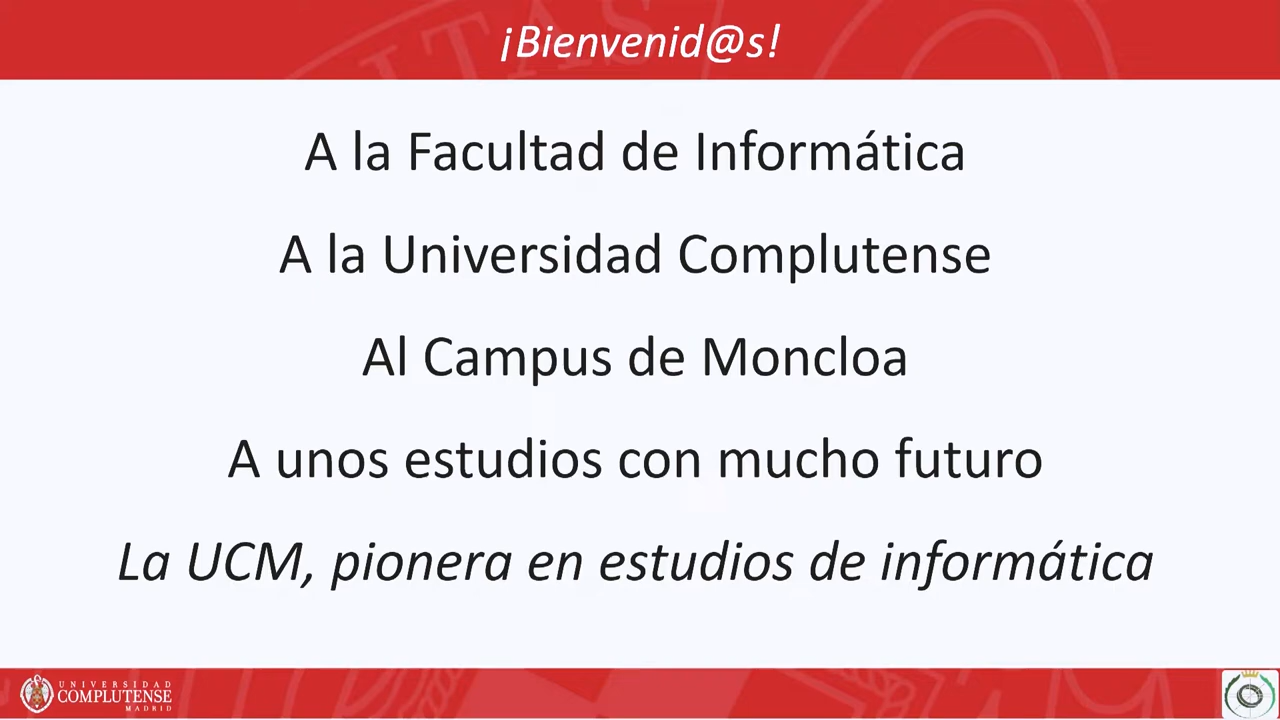 ¡Bienvenid@s!
A la Facultad de Informática
A la Universidad Complutense
Al Campus de Moncloa
A unos estudios con mucho futuro
La UCM, pionera en estudios de informática
UNIVERSIDAD
COMPLUTENSE
MADRID